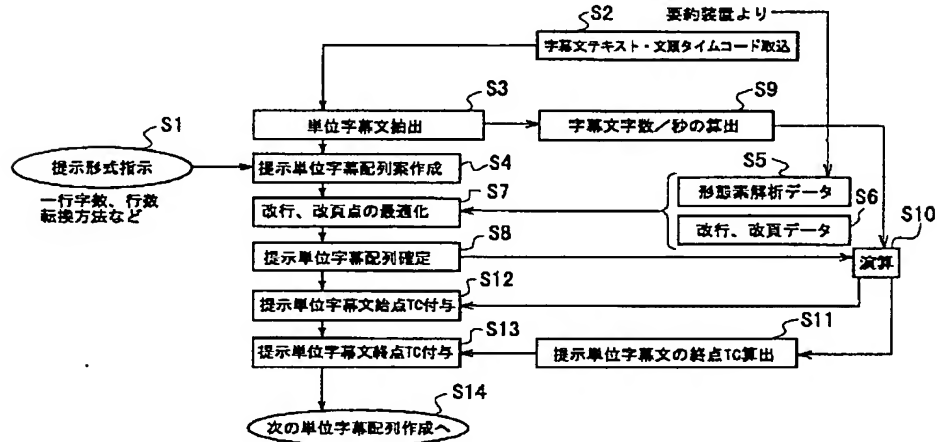 S2
要約装置より
字幕文テキスト・文頭タイムコード取込
S3
S9
単位字幕文抽出
字幕文字数／秒の算出
S1
提示形式指示
一行字数、行数
転換方法など
S4
提示単位字幕配列案作成
S5
形態素解析データ
S7
改行、改頁点の最適化
S6
改行、改頁データ
S10
演算
S8
提示単位字幕配列確定
S12
提示単位字幕文始点TC付与
S13
提示単位字幕文終点TC付与
S11
提示単位字幕文の終点TC算出
S14
次の単位字幕配列作成へ